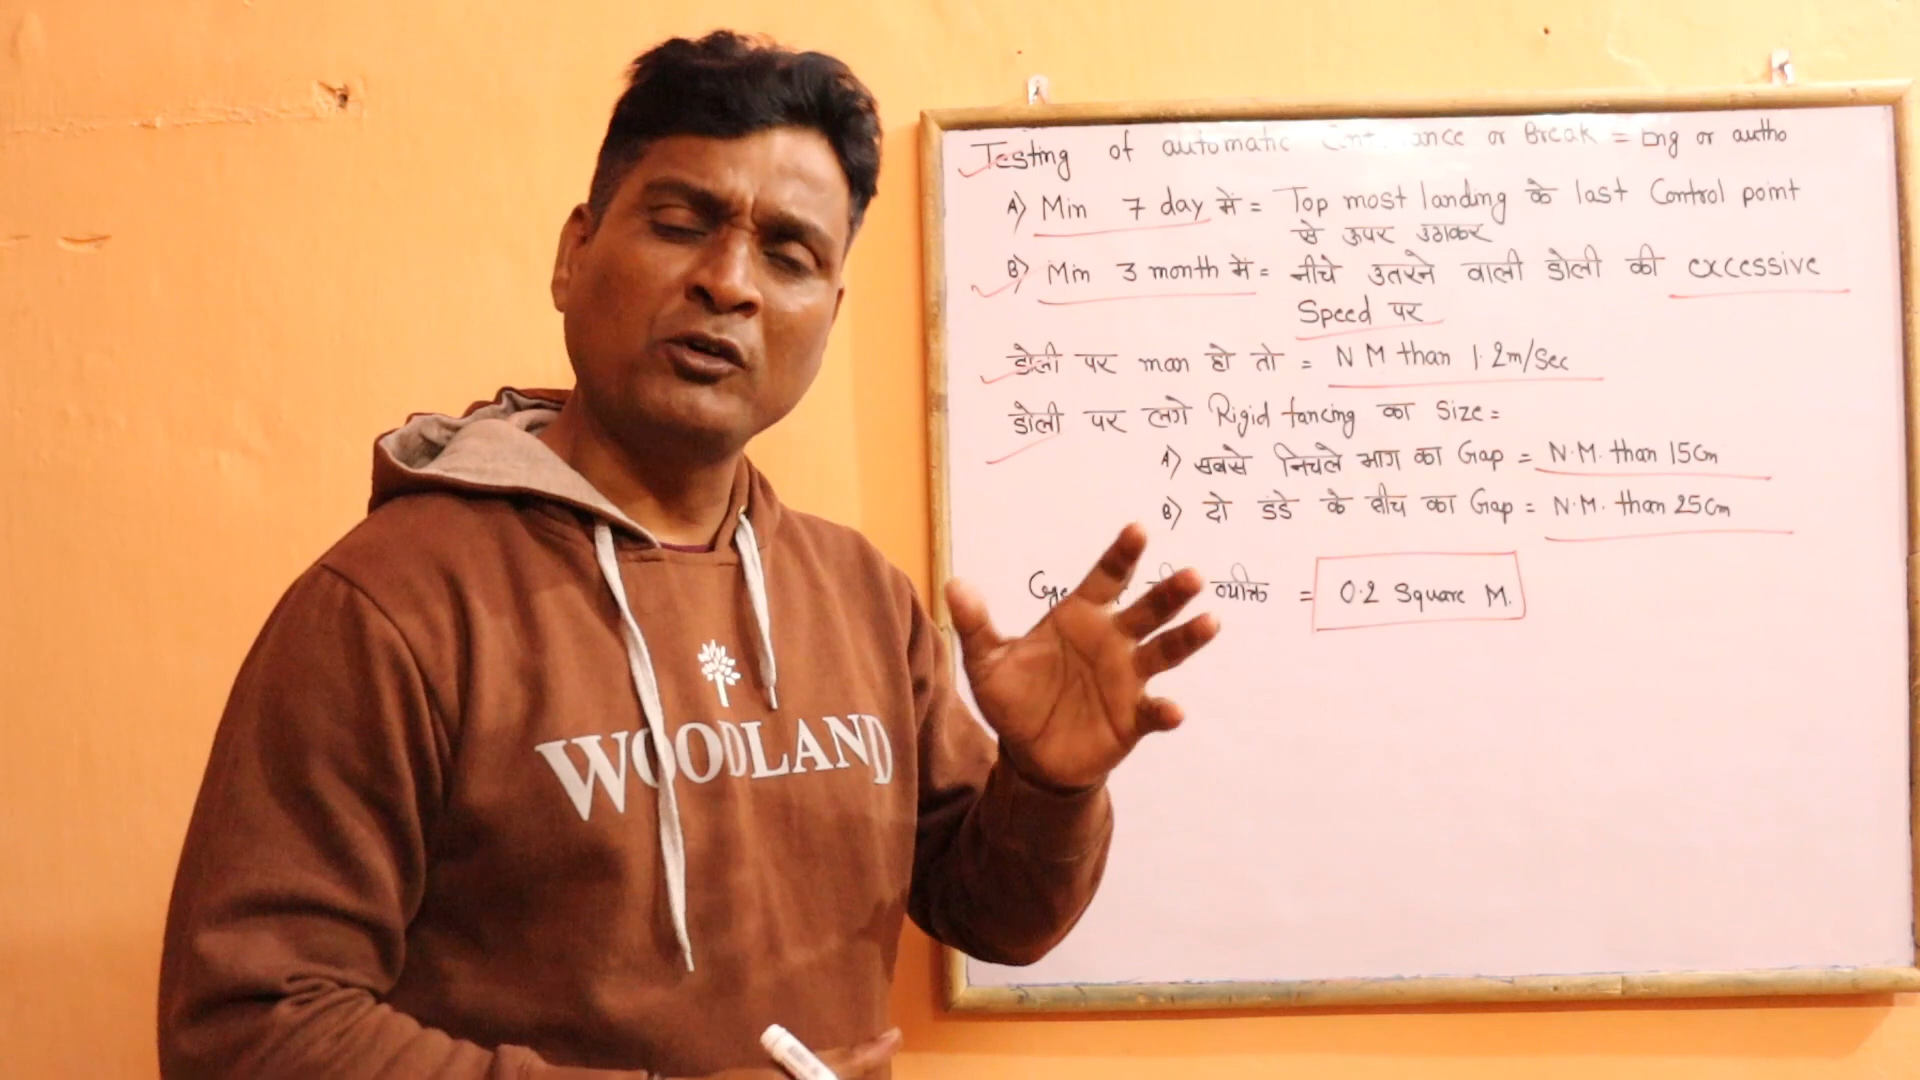 Testing of automatic or Break = Eng or autho
A) Min 7 day में = Top most landing के last Control point
से ऊपर उठाकर
B) Min 3 month में = नीचे उतरने वाली डोली की excessive
Speed पर
डोली पर man हो तो = N M than 1.2m/Sec
डोली पर लगे Rigid fancing का Size =
A) सबसे निचले भाग का Gap = N.M. than 15Cm
B) दो डंडे के बीच का Gap = N.M. than 25Cm
व्यक्ति = 0.2 Square M.
WOODLAND